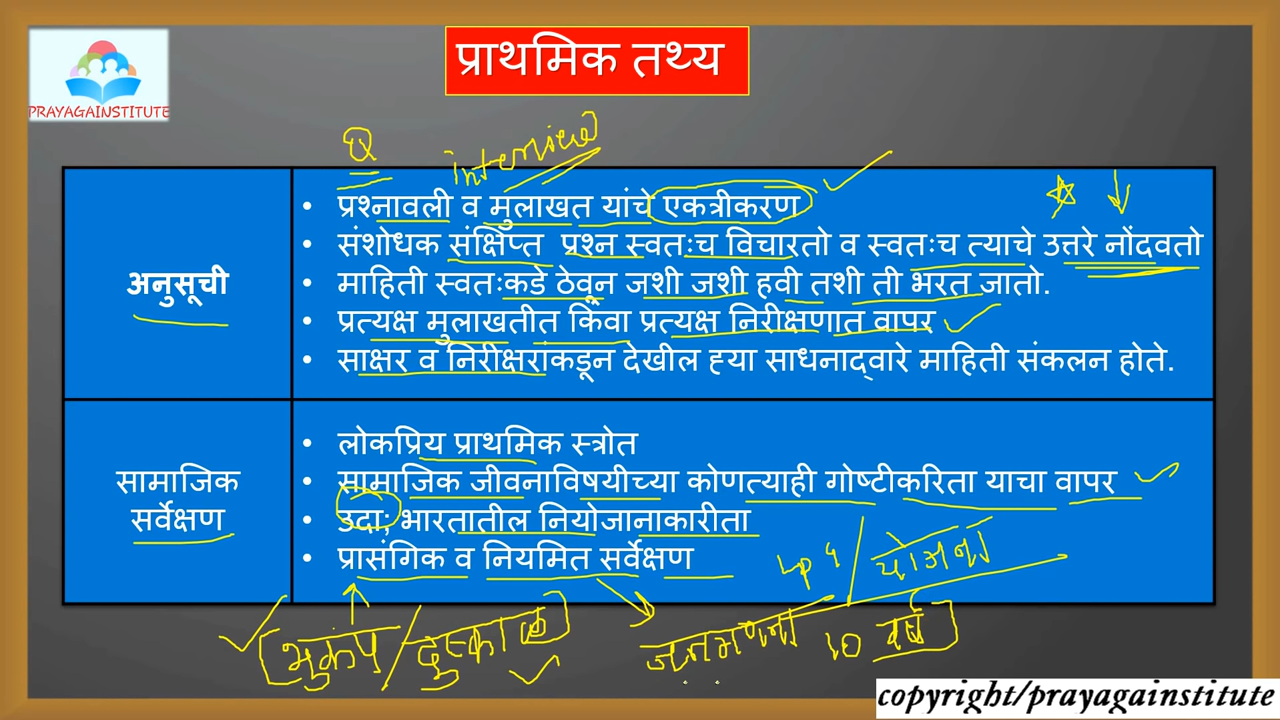 प्राथमिक तथ्य
PRAYAGAINSTITUTE
Q interview
अनुसूची
• प्रश्नावली व मुलाखत यांचे एकत्रीकरण
• संशोधक संक्षिप्त प्रश्न स्वतःच विचारतो व स्वतःच त्याचे उत्तरे नोंदवतो
• माहिती स्वतःकडे ठेवून जशी जशी हवी तशी ती भरत जातो.
• प्रत्यक्ष मुलाखतीत किंवा प्रत्यक्ष निरीक्षणात वापर
• साक्षर व निरीक्षरांकडून देखील ह्या साधनाद्वारे माहिती संकलन होते.
सामाजिक
सर्वेक्षण
• लोकप्रिय प्राथमिक स्त्रोत
• सामाजिक जीवनाविषयीच्या कोणत्याही गोष्टीकरिता याचा वापर
• उदा; भारतातील नियोजानाकारीता
• प्रासंगिक व नियमित सर्वेक्षण
योजना
[भुकंप/दुस्काळ]
जनगणना 10 वर्ष
copyright/prayagainstitute